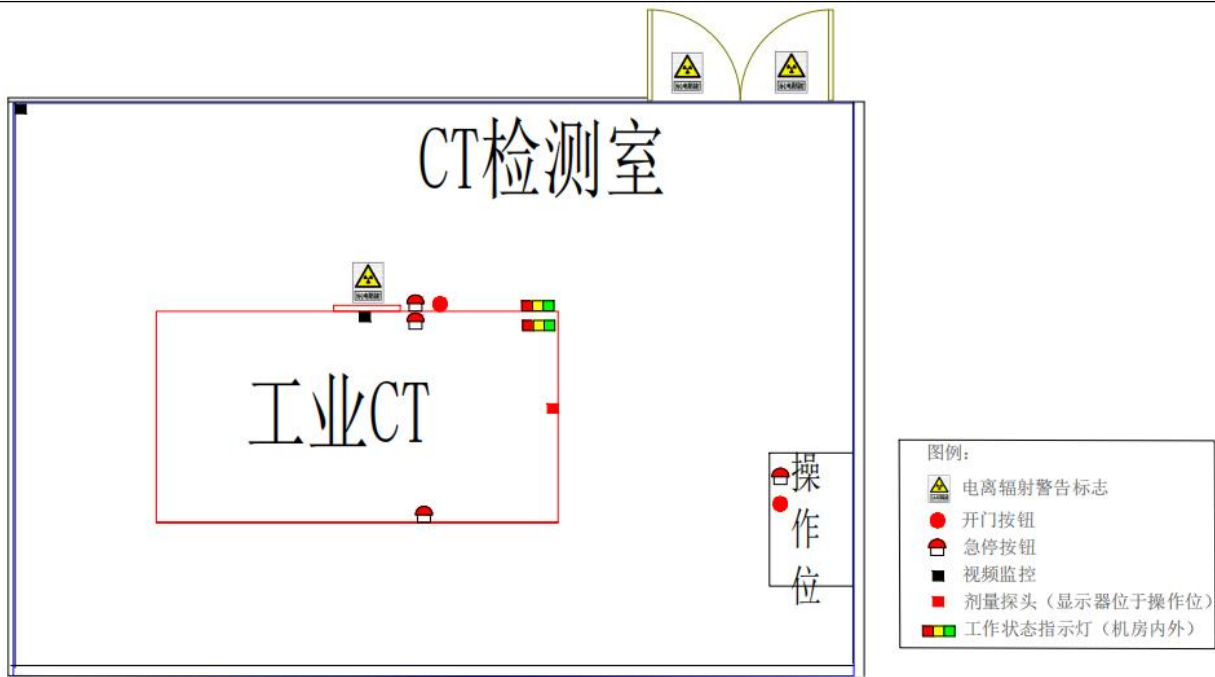 CT检测室
工业CT
操
作
位
图例：
电离辐射警告标志
开门按钮
急停按钮
视频监控
剂量探头（显示器位于操作位）
工作状态指示灯（机房内外）